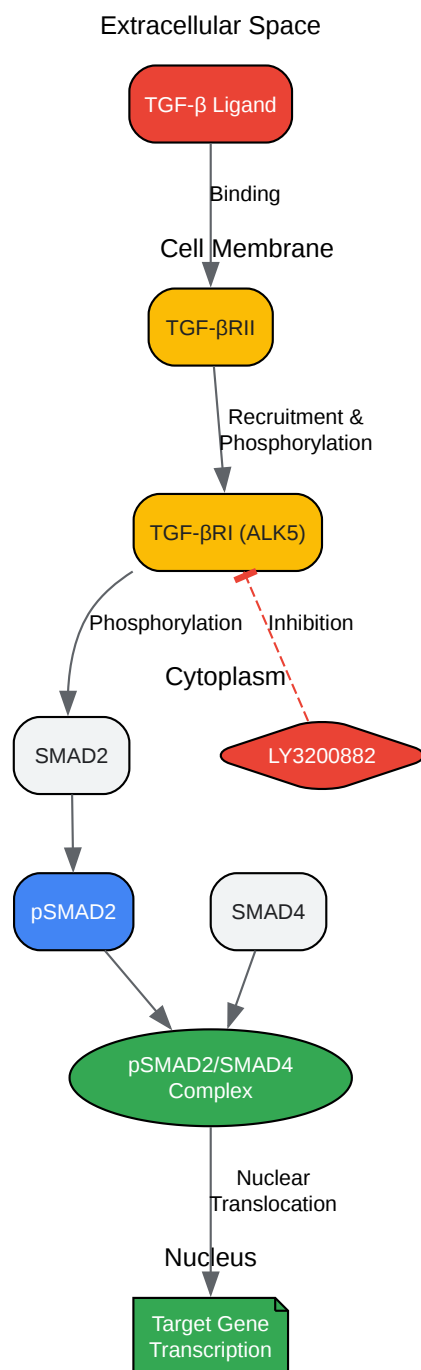 Extracellular Space
TGF-β Ligand
Binding
Cell Membrane
TGF-βRII
Recruitment &
Phosphorylation
TGF-βRI (ALK5)
Phosphorylation
Inhibition
Cytoplasm
SMAD2
LY3200882
pSMAD2
SMAD4
pSMAD2/SMAD4
Complex
Nuclear
Translocation
Nucleus
Target Gene
Transcription